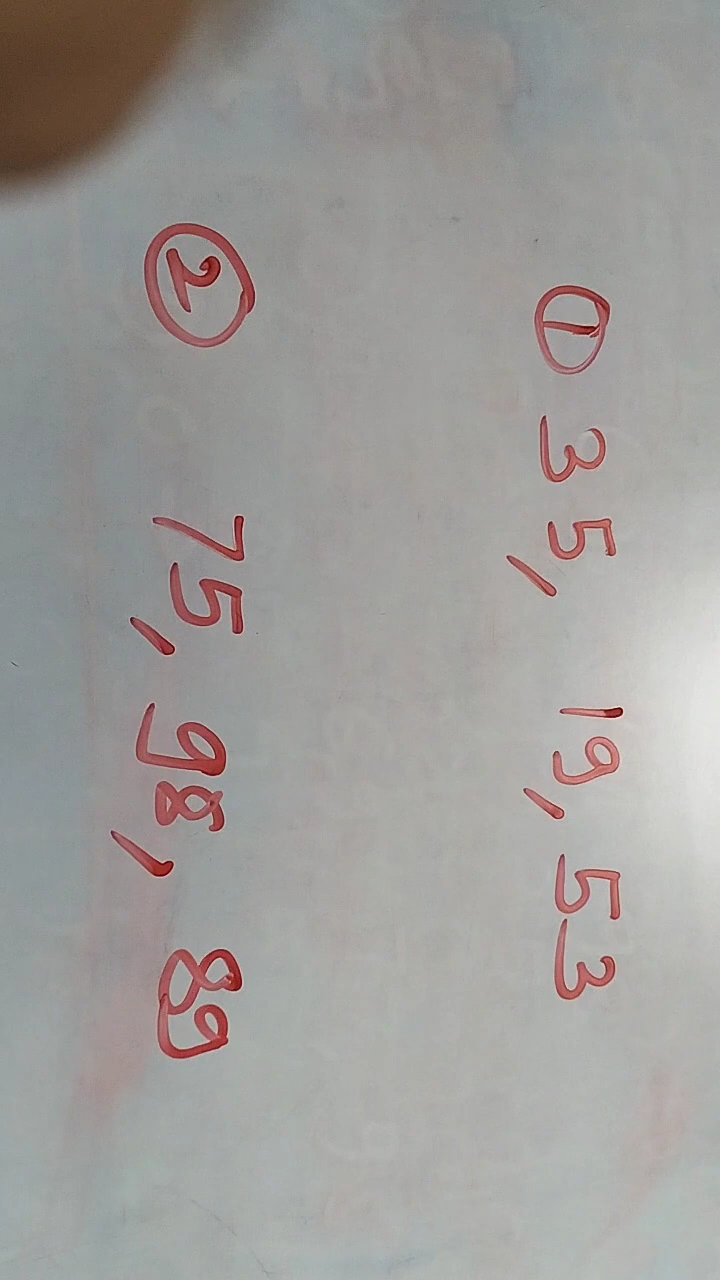 ① 35, 19, 53
② 75, 98, 89